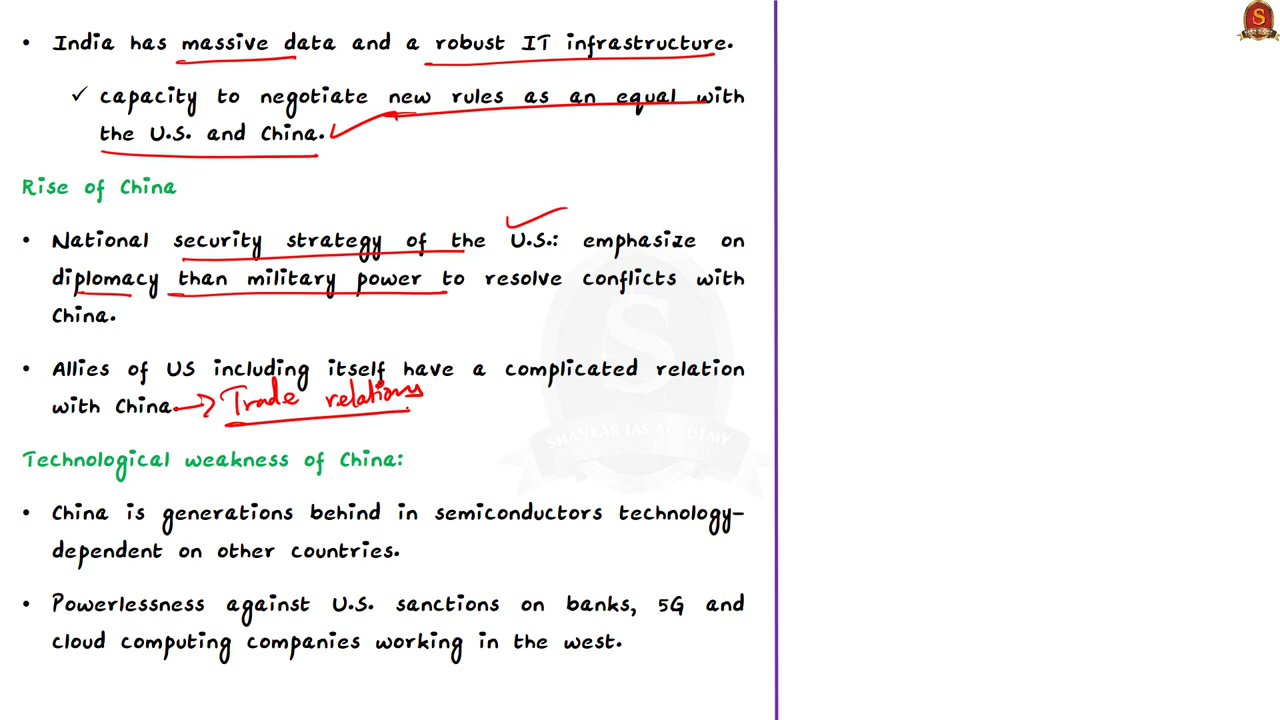 • India has massive data and a robust IT infrastructure.
✓ capacity to negotiate new rules as an equal with
the U.S. and China.
Rise of China
• National security strategy of the U.S.: emphasize on
diplomacy than military power to resolve conflicts with
China.
• Allies of US including itself have a complicated relation
with China. → Trade relations
Technological weakness of China:
• China is generations behind in semiconductors technology-
dependent on other countries.
• Powerlessness against U.S. sanctions on banks, 5G and
cloud computing companies working in the west.
S
SHANKAR IAS ACADEMY
S